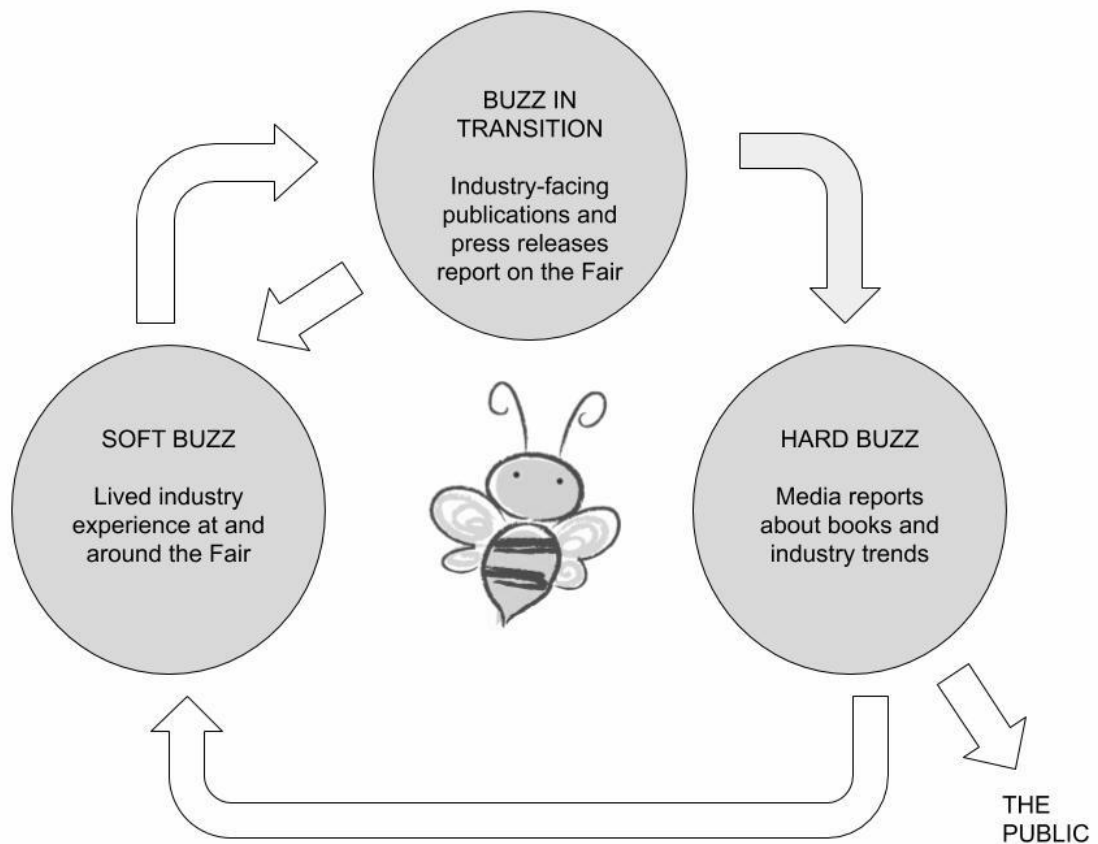 BUZZ IN
TRANSITION
Industry-facing
publications and
press releases
report on the Fair
SOFT BUZZ
Lived industry
experience at and
around the Fair
HARD BUZZ
Media reports
about books and
industry trends
THE
PUBLIC